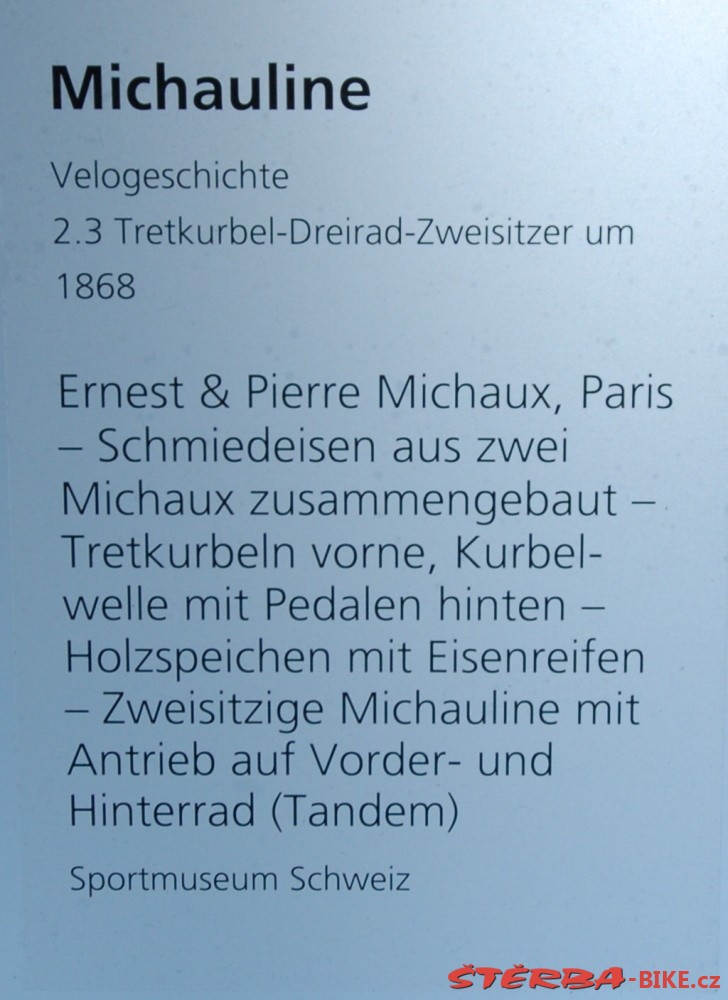 Michauline
Velogeschichte
2.3 Tretkurbel-Dreirad-Zweisitzer um
1868
Ernest & Pierre Michaux, Paris
– Schmiedeisen aus zwei
Michaux zusammengebaut –
Tretkurbeln vorne, Kurbel-
welle mit Pedalen hinten –
Holzspeichen mit Eisenreifen
– Zweisitzige Michauline mit
Antrieb auf Vorder- und
Hinterrad (Tandem)
Sportmuseum Schweiz
ŠTĚRBA-BIKE.cz